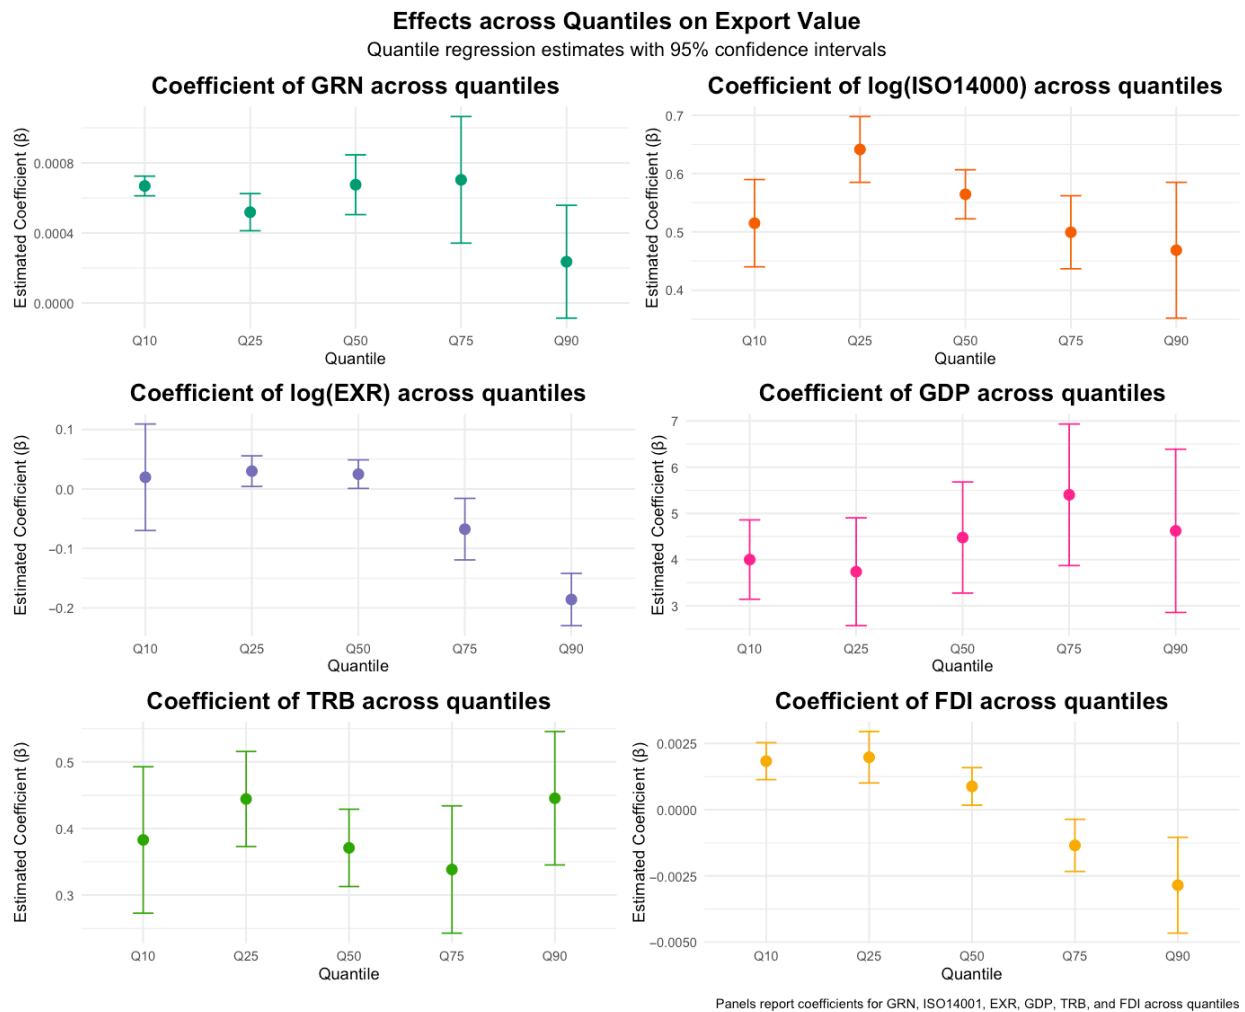 Effects across Quantiles on Export Value
Quantile regression estimates with 95% confidence intervals
Coefficient of GRN across quantiles
Estimated Coefficient (β)
0.0008
0.0004
0.0000
Q10 Q25 Q50 Q75 Q90
Quantile
Coefficient of log(ISO14000) across quantiles
Estimated Coefficient (β)
0.7
0.6
0.5
0.4
Q10 Q25 Q50 Q75 Q90
Quantile
Coefficient of log(EXR) across quantiles
Estimated Coefficient (β)
0.1
0.0
−0.1
−0.2
Q10 Q25 Q50 Q75 Q90
Quantile
Coefficient of GDP across quantiles
Estimated Coefficient (β)
7
6
5
4
3
Q10 Q25 Q50 Q75 Q90
Quantile
Coefficient of TRB across quantiles
Estimated Coefficient (β)
0.5
0.4
0.3
Q10 Q25 Q50 Q75 Q90
Quantile
Coefficient of FDI across quantiles
Estimated Coefficient (β)
0.0025
0.0000
−0.0025
−0.0050
Q10 Q25 Q50 Q75 Q90
Quantile
Panels report coefficients for GRN, ISO14001, EXR, GDP, TRB, and FDI across quantiles